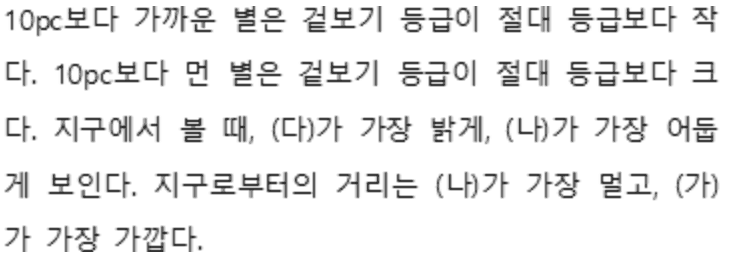 10pc보다 가까운 별은 겉보기 등급이 절대 등급보다 작
다. 10pc보다 먼 별은 겉보기 등급이 절대 등급보다 크
다. 지구에서 볼 때, (다)가 가장 밝게, (나)가 가장 어둡
게 보인다. 지구로부터의 거리는 (나)가 가장 멀고, (가)
가 가장 가깝다.